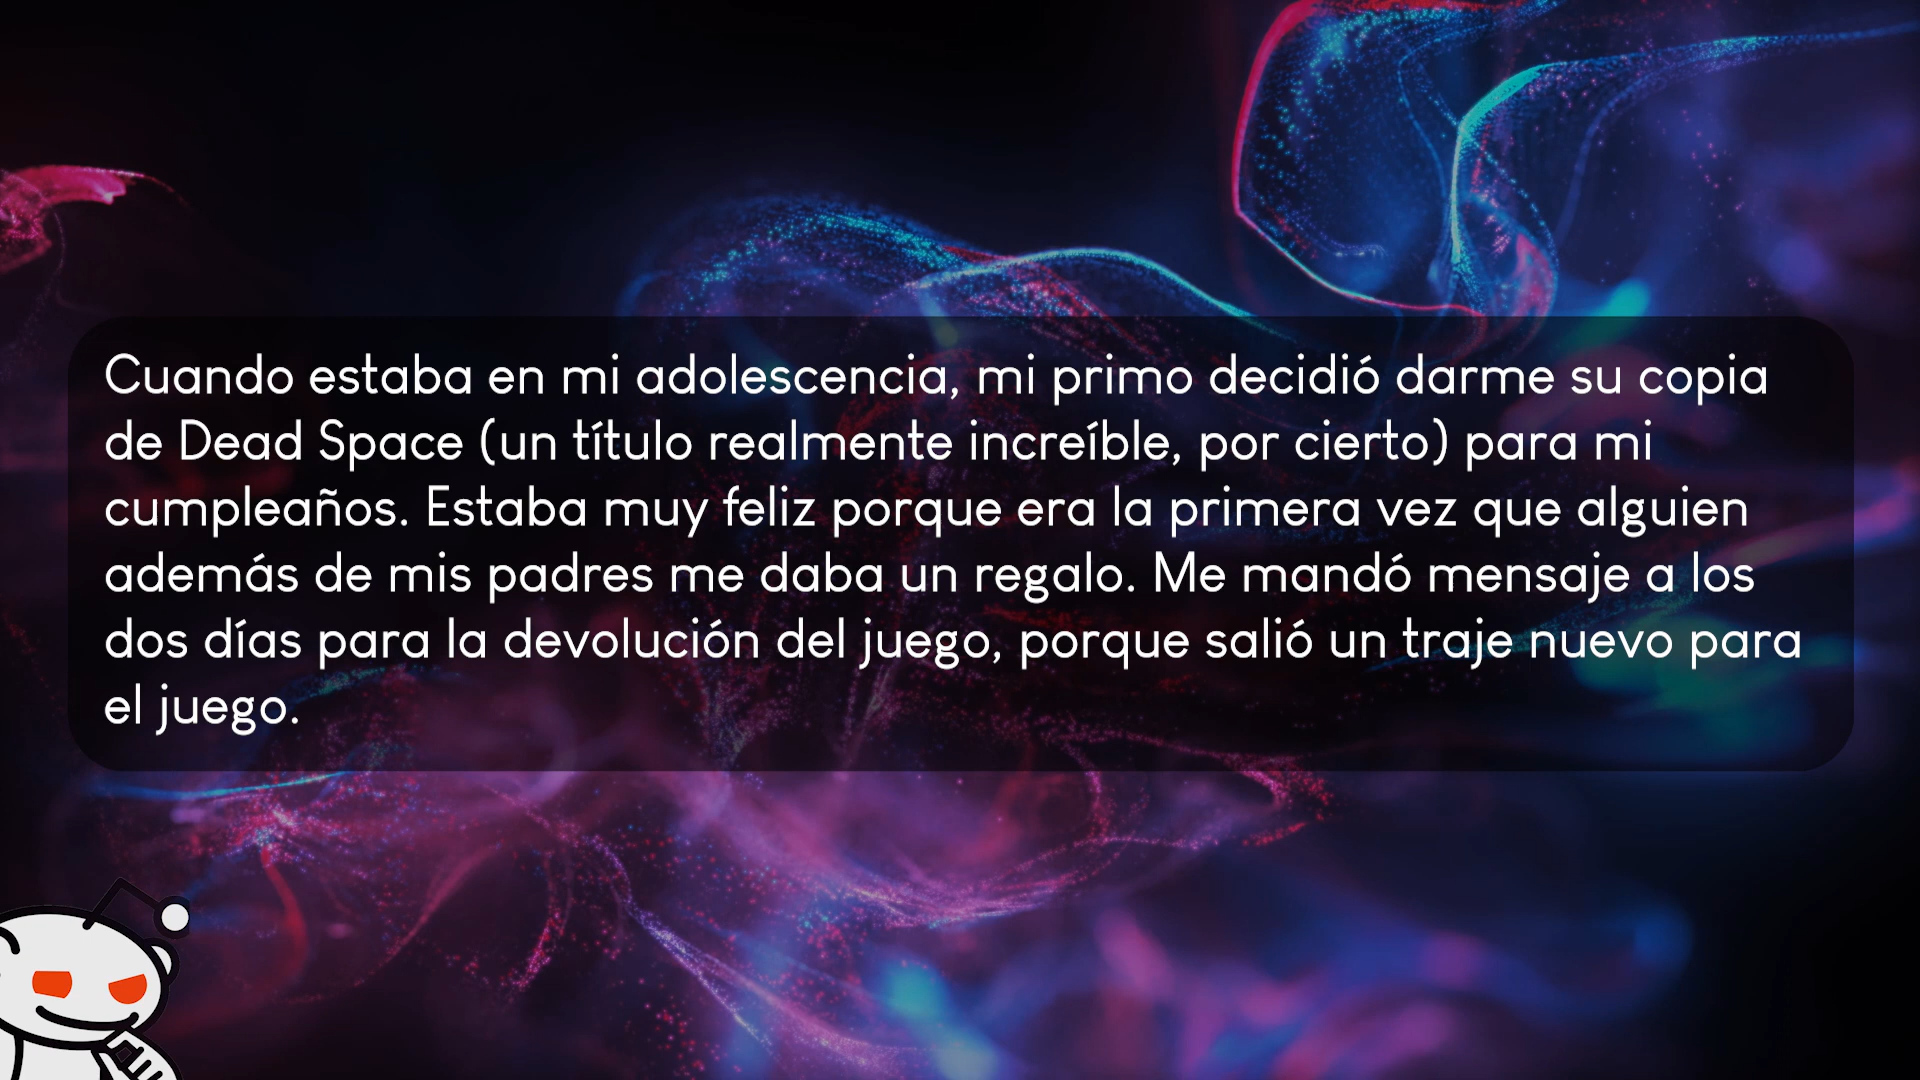 Cuando estaba en mi adolescencia, mi primo decidió darme su copia
de Dead Space (un título realmente increíble, por cierto) para mi
cumpleaños. Estaba muy feliz porque era la primera vez que alguien
además de mis padres me daba un regalo. Me mandó mensaje a los
dos días para la devolución del juego, porque salió un traje nuevo para
el juego.